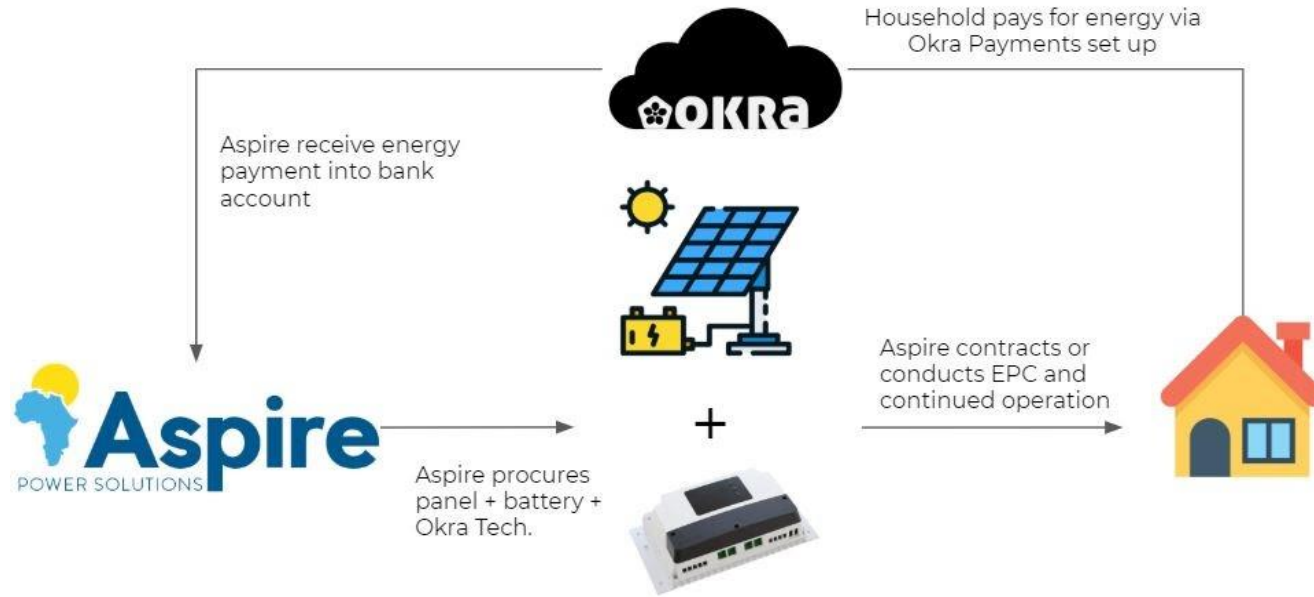 Household pays for energy via
Okra Payments set up
OKRa
Aspire receive energy
payment into bank
account
Aspire contracts or
conducts EPC and
continued operation
Aspire
POWER SOLUTIONS
+
Aspire procures
panel + battery +
Okra Tech.